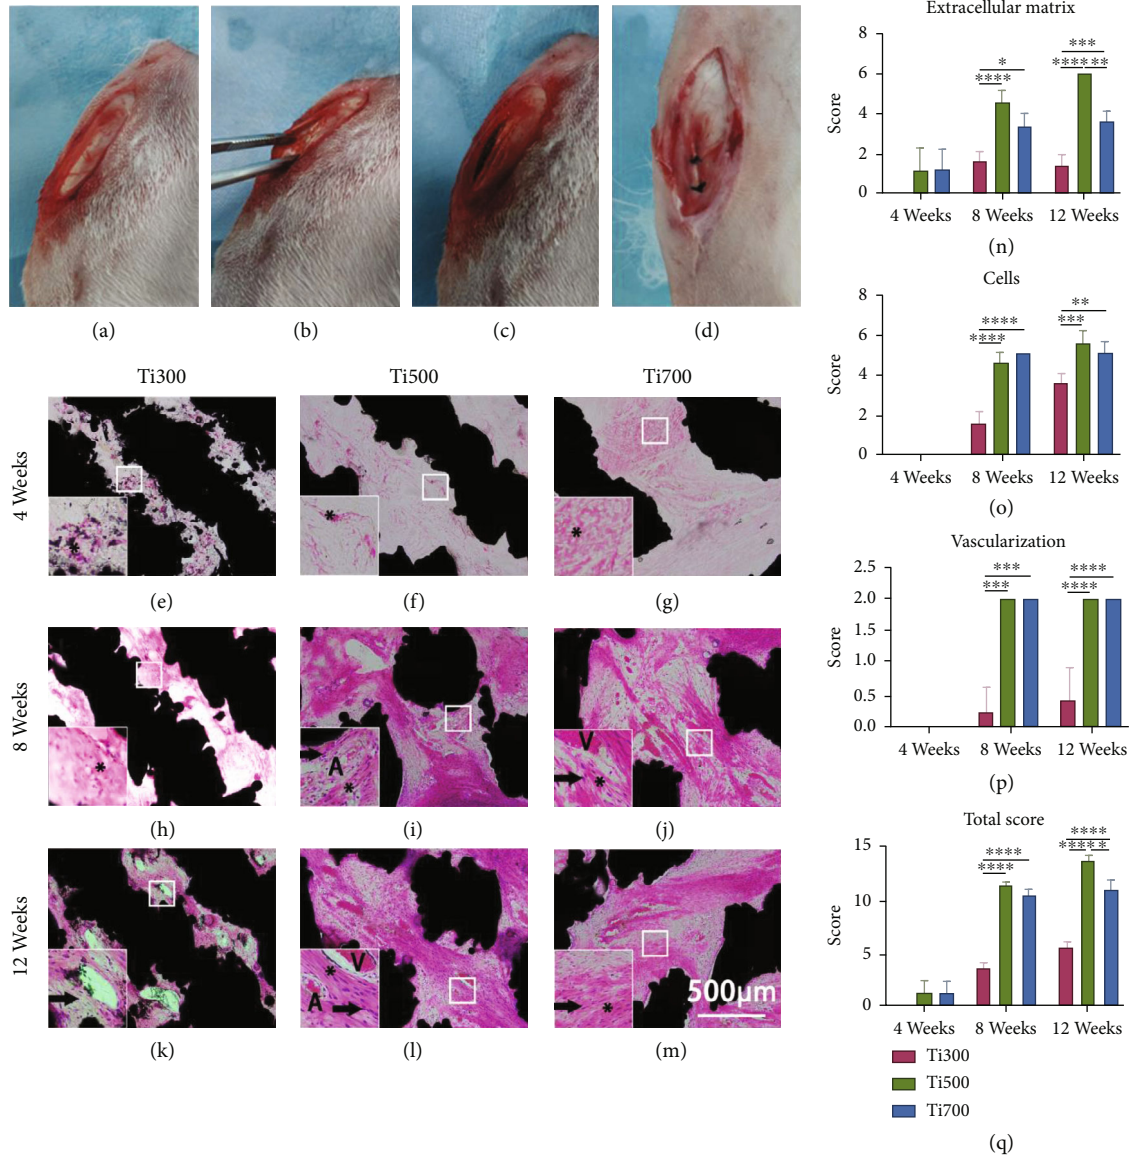 (a)
(b)
(c)
(d)
Ti300
Ti500
Ti700
4 Weeks
*
*
*
(e)
(f)
(g)
8 Weeks
*
A
*
V
*
(h)
(i)
(j)
12 Weeks
V
*
A
*
500μm
(k)
(l)
(m)
Extracellular matrix
Score
8
6
4
2
0
*
****
***
******
4 Weeks
8 Weeks
12 Weeks
(n)
Cells
Score
8
6
4
2
0
****
****
**
***
4 Weeks
8 Weeks
12 Weeks
(o)
Vascularization
Score
2.5
2.0
1.5
1.0
0.5
0.0
***
***
****
****
4 Weeks
8 Weeks
12 Weeks
(p)
Total score
Score
15
10
5
0
****
****
****
***** *
4 Weeks
8 Weeks
12 Weeks
Ti300
Ti500
Ti700
(q)